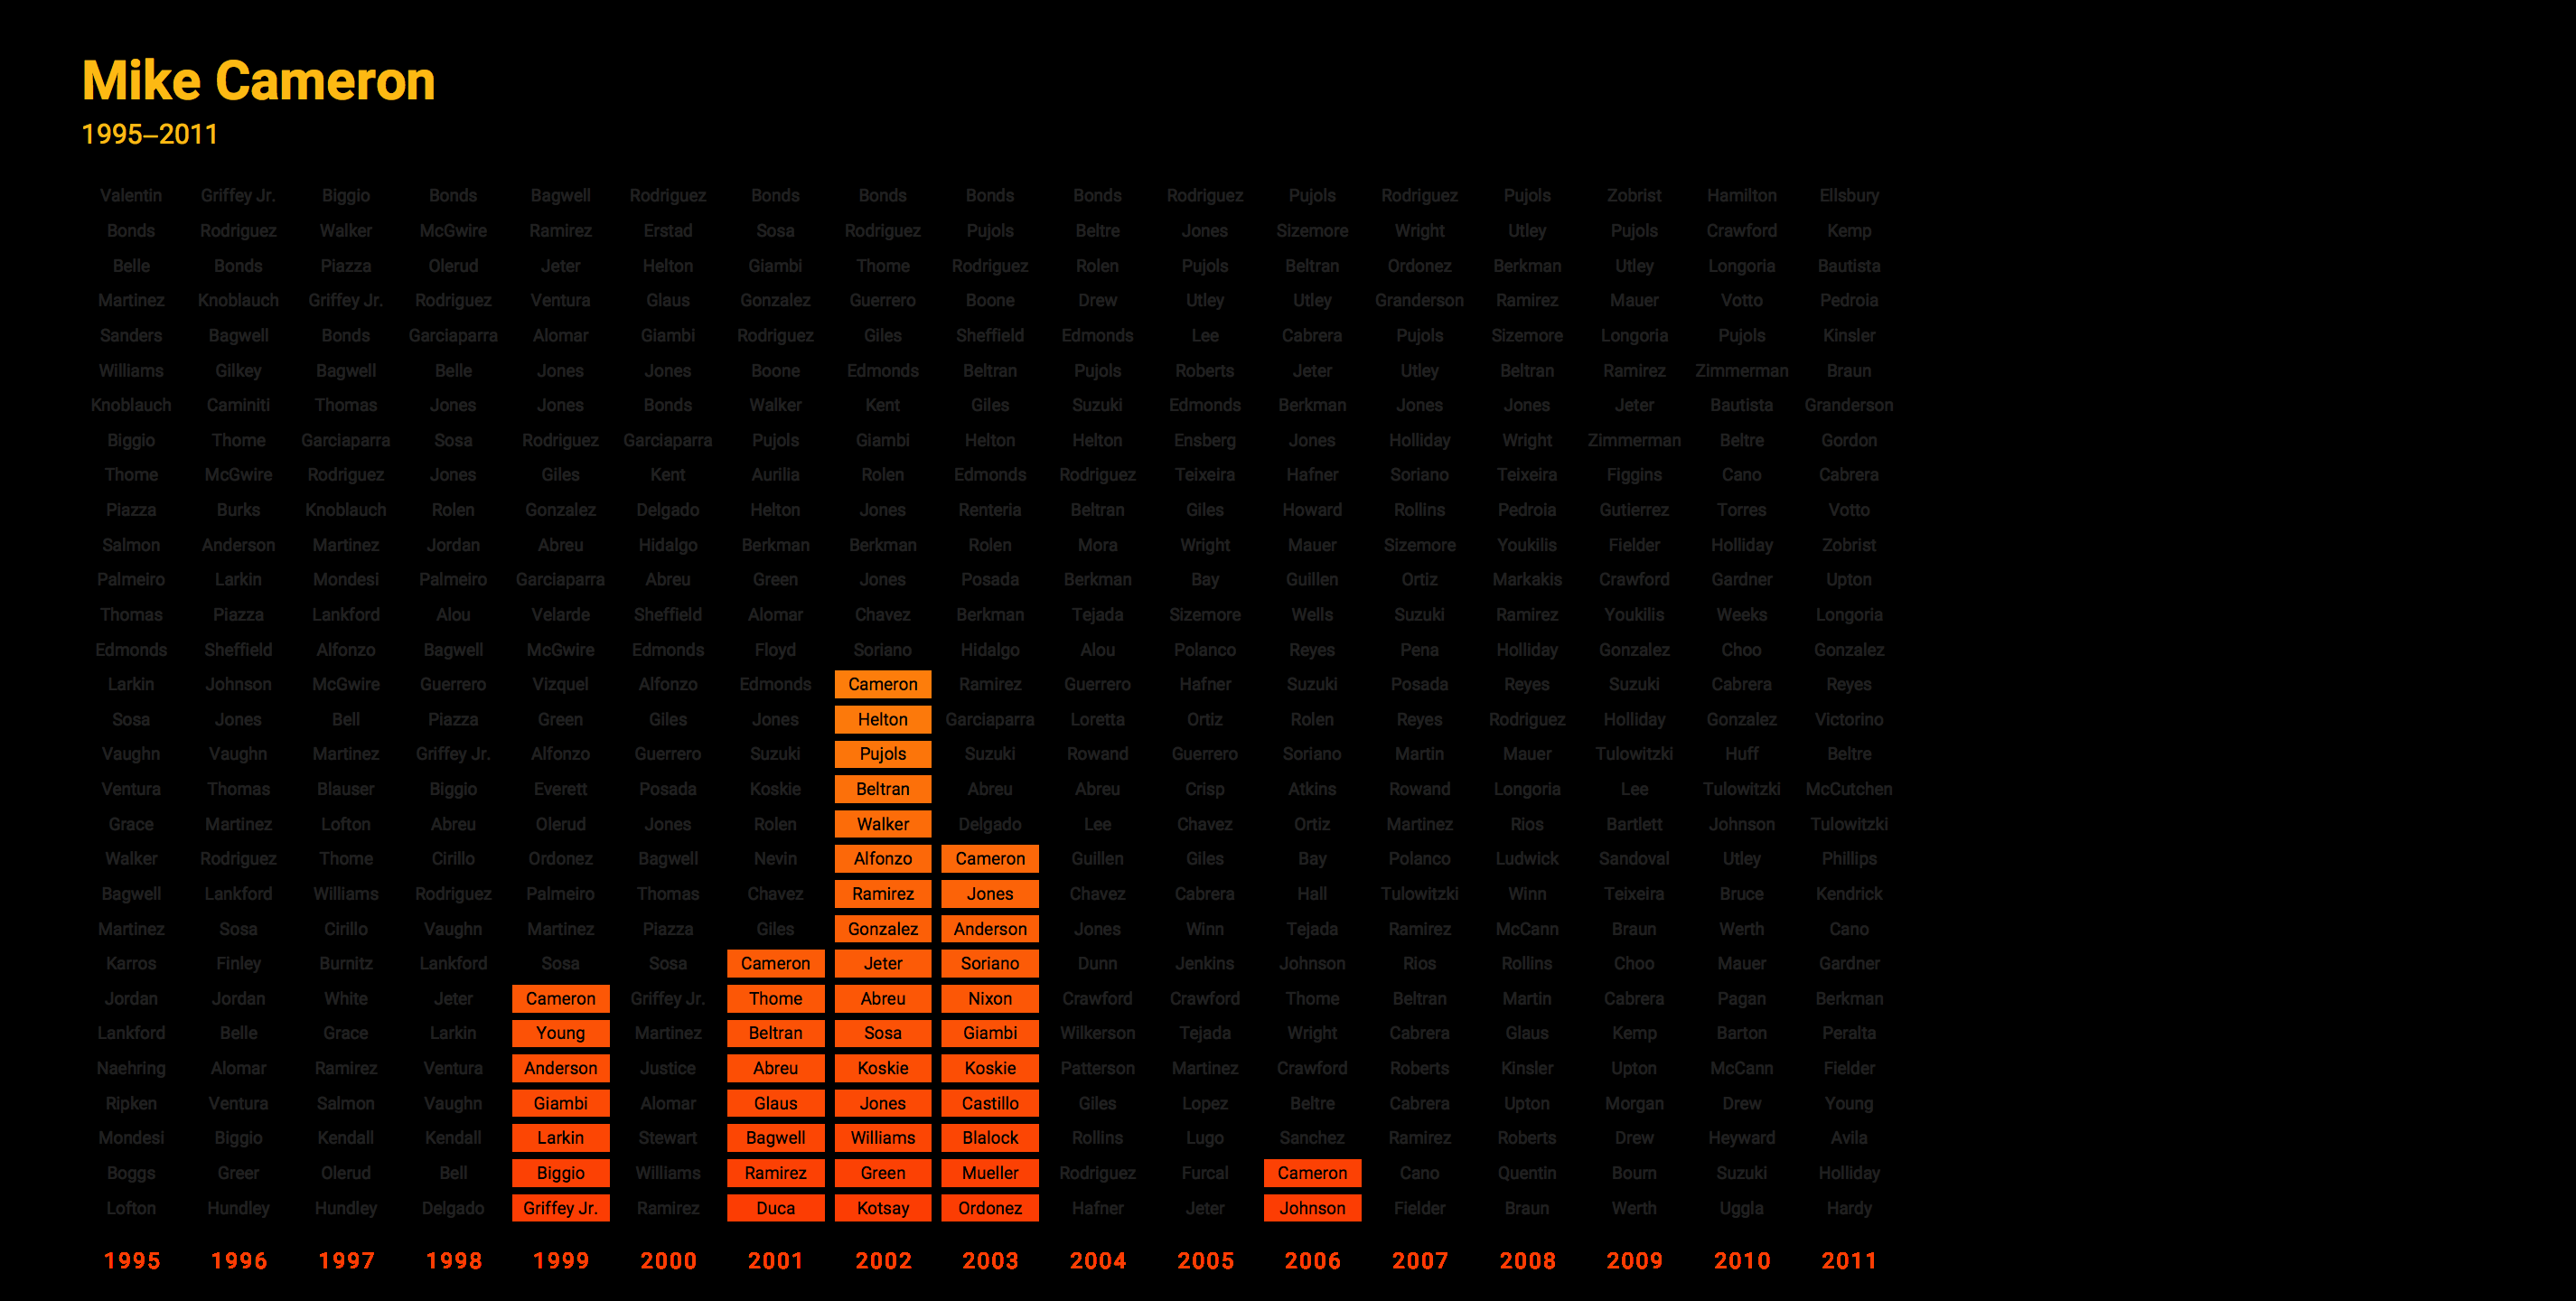 Mike Cameron
1995–2011
Valentin Griffey Jr. Biggio Bonds Bagwell Rodriguez Bonds Bonds Bonds Bonds Rodriguez Pujols Rodriguez Pujols Zobrist Hamilton Ellsbury
Bonds Rodriguez Walker McGwire Ramirez Erstad Sosa Rodriguez Pujols Beltre Jones Sizemore Wright Utley Pujols Crawford Kemp
Belle Bonds Piazza Olerud Jeter Helton Giambi Thome Rodriguez Rolen Pujols Beltran Ordonez Berkman Utley Longoria Bautista
Martinez Knoblauch Griffey Jr. Rodriguez Ventura Glaus Gonzalez Guerrero Boone Drew Utley Utley Granderson Ramirez Mauer Votto Pedroia
Sanders Bagwell Bonds Garciaparra Alomar Giambi Rodriguez Giles Sheffield Edmonds Lee Cabrera Pujols Sizemore Longoria Pujols Kinsler
Williams Gilkey Bagwell Belle Jones Jones Boone Edmonds Beltran Pujols Roberts Jeter Utley Beltran Ramirez Zimmerman Braun
Knoblauch Caminiti Thomas Jones Jones Bonds Walker Kent Giles Suzuki Edmonds Berkman Jones Jones Jeter Bautista Granderson
Biggio Thome Garciaparra Sosa Rodriguez Garciaparra Pujols Giambi Helton Helton Ensberg Jones Holliday Wright Zimmerman Beltre Gordon
Thome McGwire Rodriguez Jones Giles Kent Aurilia Rolen Edmonds Rodriguez Teixeira Hafner Soriano Teixeira Figgins Cano Cabrera
Piazza Burks Knoblauch Rolen Gonzalez Delgado Helton Jones Renteria Beltran Giles Howard Rollins Pedroia Gutierrez Torres Votto
Salmon Anderson Martinez Jordan Abreu Hidalgo Berkman Berkman Rolen Mora Wright Mauer Sizemore Youkilis Fielder Holliday Zobrist
Palmeiro Larkin Mondesi Palmeiro Garciaparra Abreu Green Jones Posada Berkman Bay Guillen Ortiz Markakis Crawford Gardner Upton
Thomas Piazza Lankford Alou Velarde Sheffield Alomar Chavez Berkman Tejada Sizemore Wells Suzuki Ramirez Youkilis Weeks Longoria
Edmonds Sheffield Alfonzo Bagwell McGwire Edmonds Floyd Soriano Hidalgo Alou Polanco Reyes Pena Holliday Gonzalez Choo Gonzalez
Larkin Johnson McGwire Guerrero Vizquel Alfonzo Edmonds Cameron Ramirez Guerrero Hafner Suzuki Posada Reyes Suzuki Cabrera Reyes
Sosa Jones Bell Piazza Green Giles Jones Helton Garciaparra Loretta Ortiz Rolen Reyes Rodriguez Holliday Gonzalez Victorino
Vaughn Vaughn Martinez Griffey Jr. Alfonzo Guerrero Suzuki Pujols Suzuki Rowand Guerrero Soriano Martin Mauer Tulowitzki Huff Beltre
Ventura Thomas Blauser Biggio Everett Posada Koskie Beltran Abreu Abreu Crisp Atkins Rowand Longoria Lee Tulowitzki McCutchen
Grace Martinez Lofton Abreu Olerud Jones Rolen Walker Delgado Lee Chavez Ortiz Martinez Rios Bartlett Johnson Tulowitzki
Walker Rodriguez Thome Cirillo Ordonez Bagwell Nevin Alfonzo Cameron Guillen Giles Bay Polanco Ludwick Sandoval Utley Phillips
Bagwell Lankford Williams Rodriguez Palmeiro Thomas Chavez Ramirez Jones Chavez Cabrera Hall Tulowitzki Winn Teixeira Bruce Kendrick
Martinez Sosa Cirillo Vaughn Martinez Piazza Giles Gonzalez Anderson Jones Winn Tejada Ramirez McCann Braun Werth Cano
Karros Finley Burnitz Lankford Sosa Sosa Cameron Jeter Soriano Dunn Jenkins Johnson Rios Rollins Choo Mauer Gardner
Jordan Jordan White Jeter Cameron Griffey Jr. Thome Abreu Nixon Crawford Crawford Thome Beltran Martin Cabrera Pagan Berkman
Lankford Belle Grace Larkin Young Martinez Beltran Sosa Giambi Wilkerson Tejada Wright Cabrera Glaus Kemp Barton Peralta
Naehring Alomar Ramirez Ventura Anderson Justice Abreu Koskie Koskie Patterson Martinez Crawford Roberts Kinsler Upton McCann Fielder
Ripken Ventura Salmon Vaughn Giambi Alomar Glaus Jones Castillo Giles Lopez Beltre Cabrera Upton Morgan Drew Young
Mondesi Biggio Kendall Kendall Larkin Stewart Bagwell Williams Blalock Rollins Lugo Sanchez Ramirez Roberts Drew Heyward Avila
Boggs Greer Olerud Bell Biggio Williams Ramirez Green Mueller Rodriguez Furcal Cameron Cano Quentin Bourn Suzuki Holliday
Lofton Hundley Hundley Delgado Griffey Jr. Ramirez Duca Kotsay Ordonez Hafner Jeter Johnson Fielder Braun Werth Uggla Hardy
1995 1996 1997 1998 1999 2000 2001 2002 2003 2004 2005 2006 2007 2008 2009 2010 2011